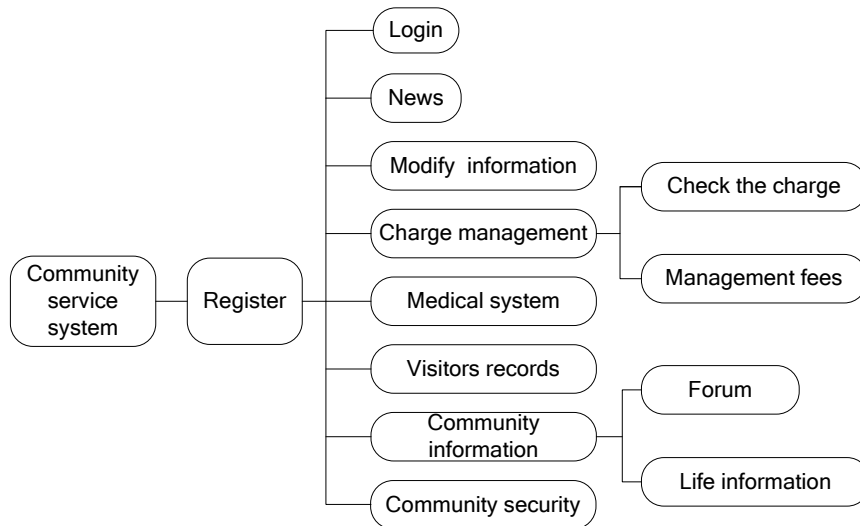 Login
News
Modify information
Check the charge
Charge management
Community
service
system
Register
Management fees
Medical system
Visitors records
Forum
Community
information
Life information
Community security